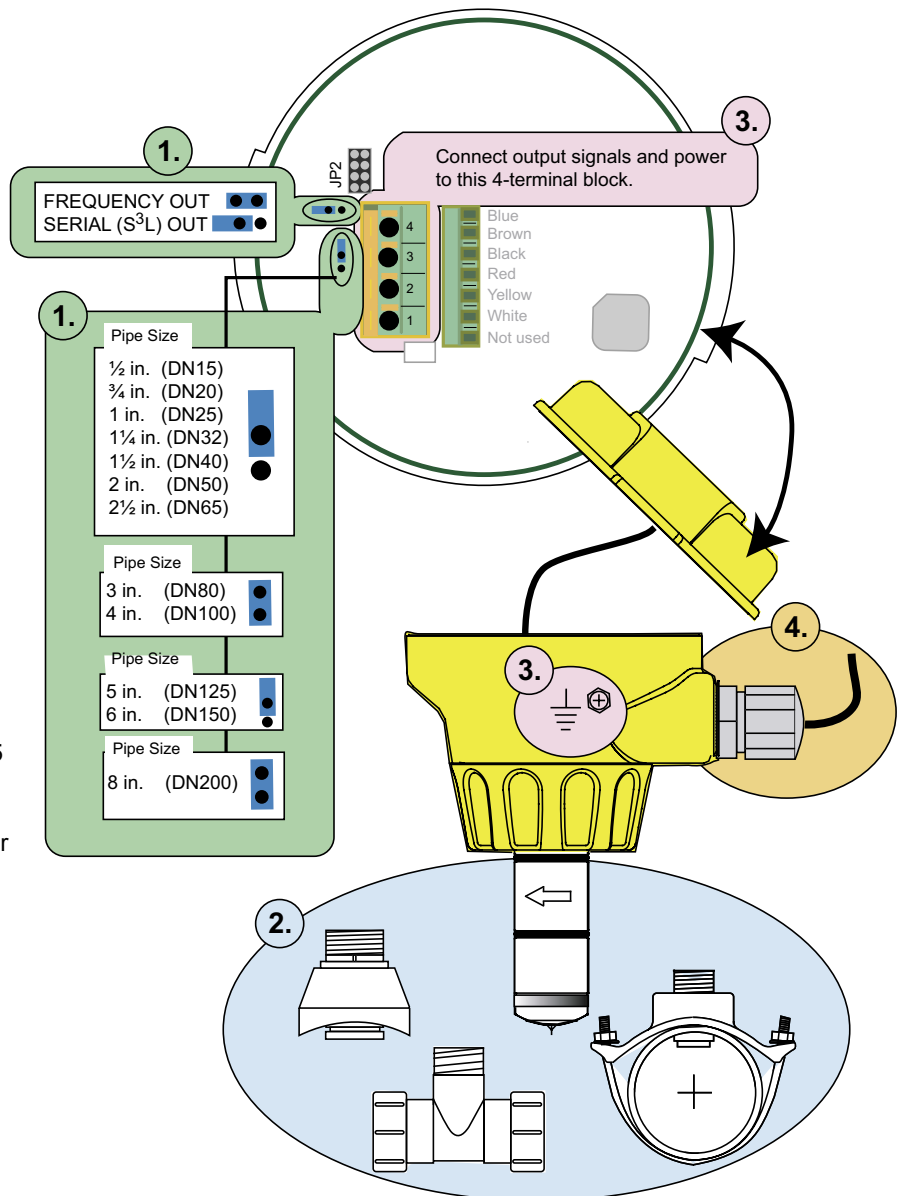 1.
FREQUENCY OUT
SERIAL (S³L) OUT
JP2
3.
Connect output signals and power
to this 4-terminal block.
4
3
2
1
Blue
Brown
Black
Red
Yellow
White
Not used
1.
Pipe Size
½ in. (DN15)
¾ in. (DN20)
1 in. (DN25)
1¼ in. (DN32)
1½ in. (DN40)
2 in. (DN50)
2½ in. (DN65)
Pipe Size
3 in. (DN80)
4 in. (DN100)
Pipe Size
5 in. (DN125)
6 in. (DN150)
Pipe Size
8 in. (DN200)
3.
4.
2.